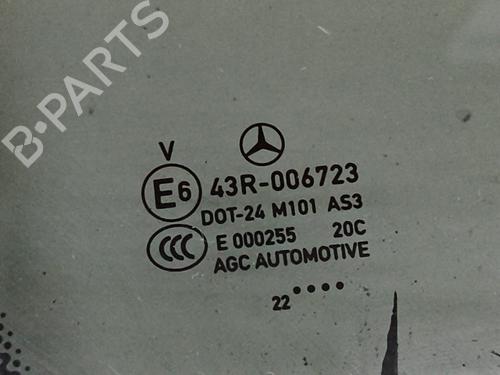 B-PARTS
V
E6 43R-006723
DOT-24 M101 AS3
CCC E 000255 20C
AGC AUTOMOTIVE
22 ••••